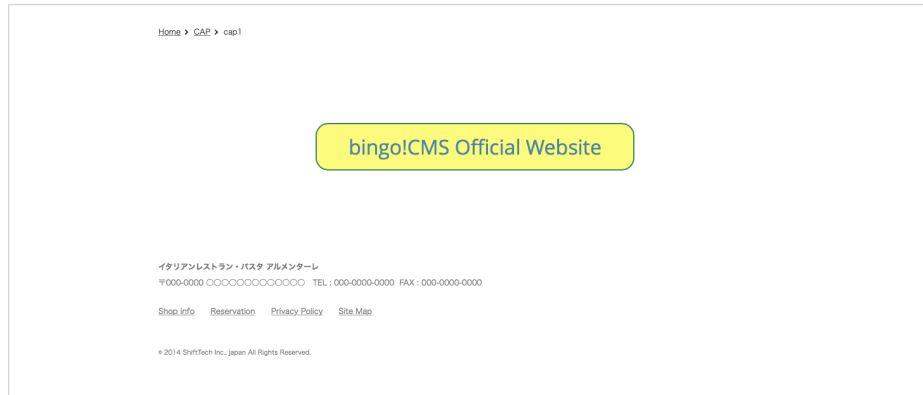 Home > CAP > cap1
bingo!CMS Official Website
イタリアンレストラン・パスタ アルメンターレ
〒000-0000 ○○○○○○○○○○○○○ TEL : 000-0000-0000 FAX : 000-0000-0000
Shop info Reservation Privacy Policy Site Map
© 2014 ShiftTech Inc., japan All Rights Reserved.